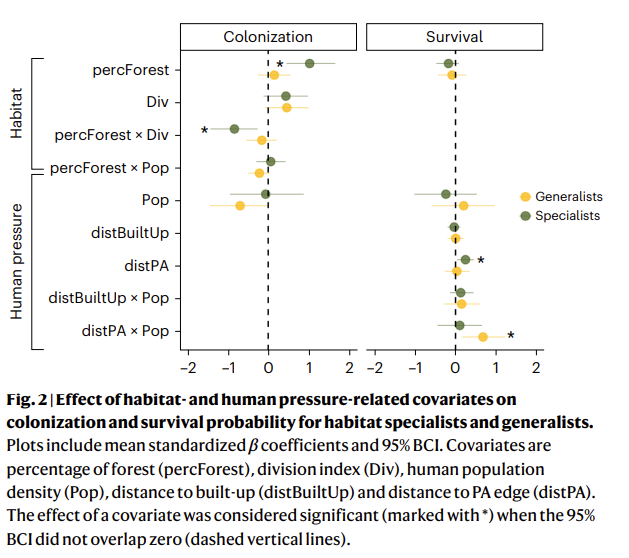 Colonization
Survival
Habitat
Human pressure
percForest
*
Div
percForest × Div
*
percForest × Pop
Pop
distBuiltUp
distPA
*
distBuiltUp × Pop
distPA × Pop
*
Generalists
Specialists
−2 −1 0 1 2
−2 −1 0 1 2
Fig. 2 | Effect of habitat- and human pressure-related covariates on
colonization and survival probability for habitat specialists and generalists.
Plots include mean standardized β coefficients and 95% BCI. Covariates are
percentage of forest (percForest), division index (Div), human population
density (Pop), distance to built-up (distBuiltUp) and distance to PA edge (distPA).
The effect of a covariate was considered significant (marked with *) when the 95%
BCI did not overlap zero (dashed vertical lines).